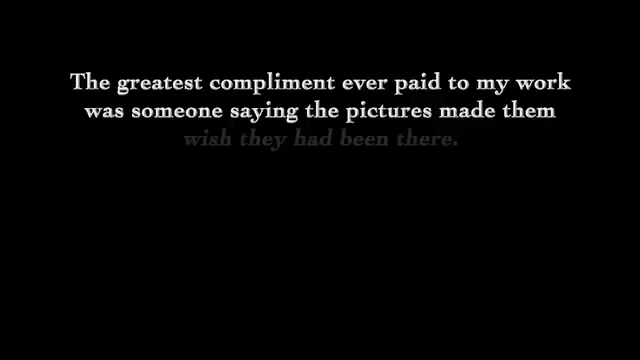 The greatest compliment ever paid to my work
was someone saying the pictures made them
wish they had been there.